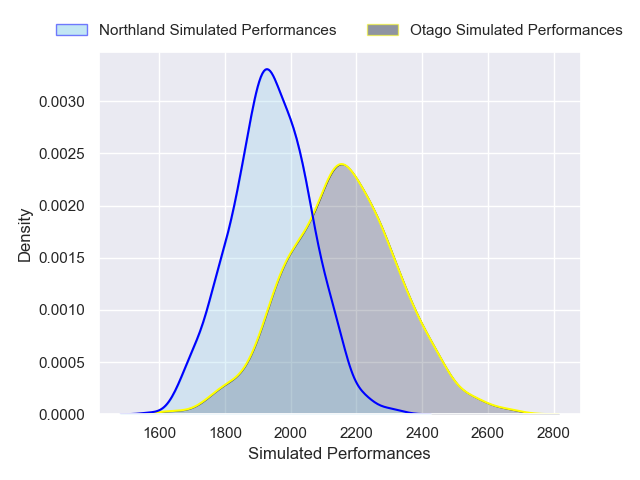 Northland Simulated Performances Otago Simulated Performances
0.0030
0.0025
0.0020
0.0015
0.0010
0.0005
0.0000
Density
1600 1800 2000 2200 2400 2600 2800
Simulated Performances